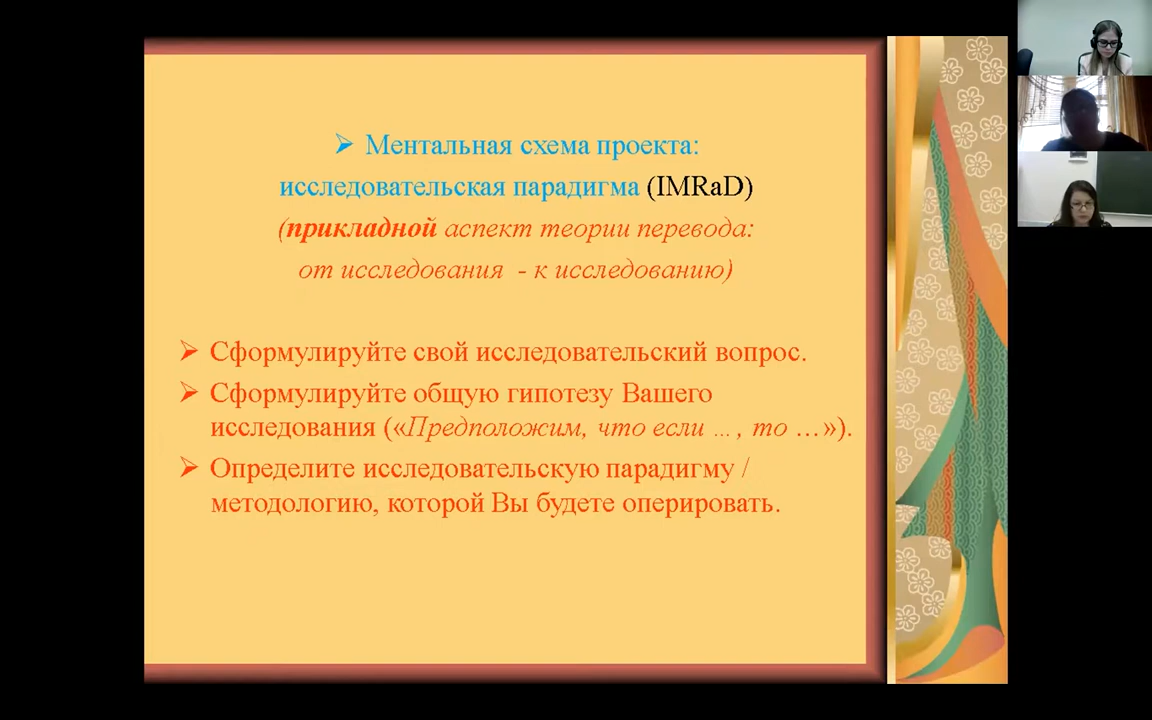 ➢ Ментальная схема проекта:
исследовательская парадигма (IMRaD)
(прикладной аспект теории перевода:
от исследования - к исследованию)
➢ Сформулируйте свой исследовательский вопрос.
➢ Сформулируйте общую гипотезу Вашего
исследования («Предположим, что если ... , то ...»).
➢ Определите исследовательскую парадигму /
методологию, которой Вы будете оперировать.